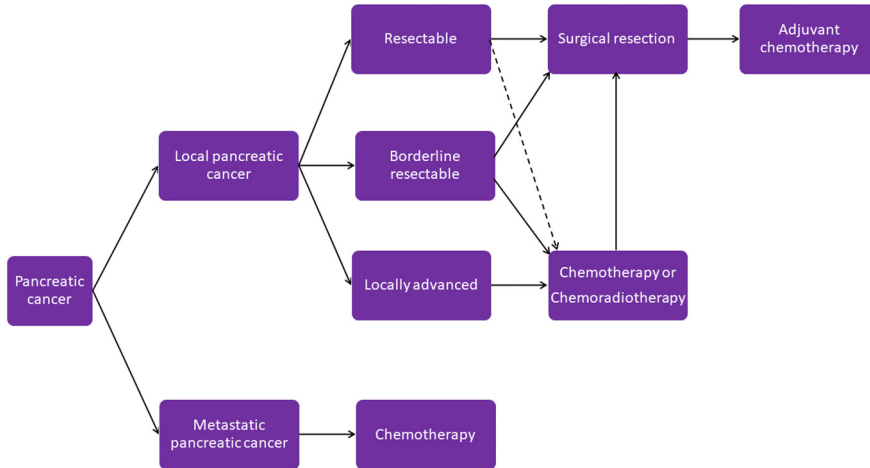 Resectable
Surgical resection
Adjuvant
chemotherapy
Local pancreatic
cancer
Borderline
resectable
Pancreatic
cancer
Locally advanced
Chemotherapy or
Chemoradiotherapy
Metastatic
pancreatic cancer
Chemotherapy